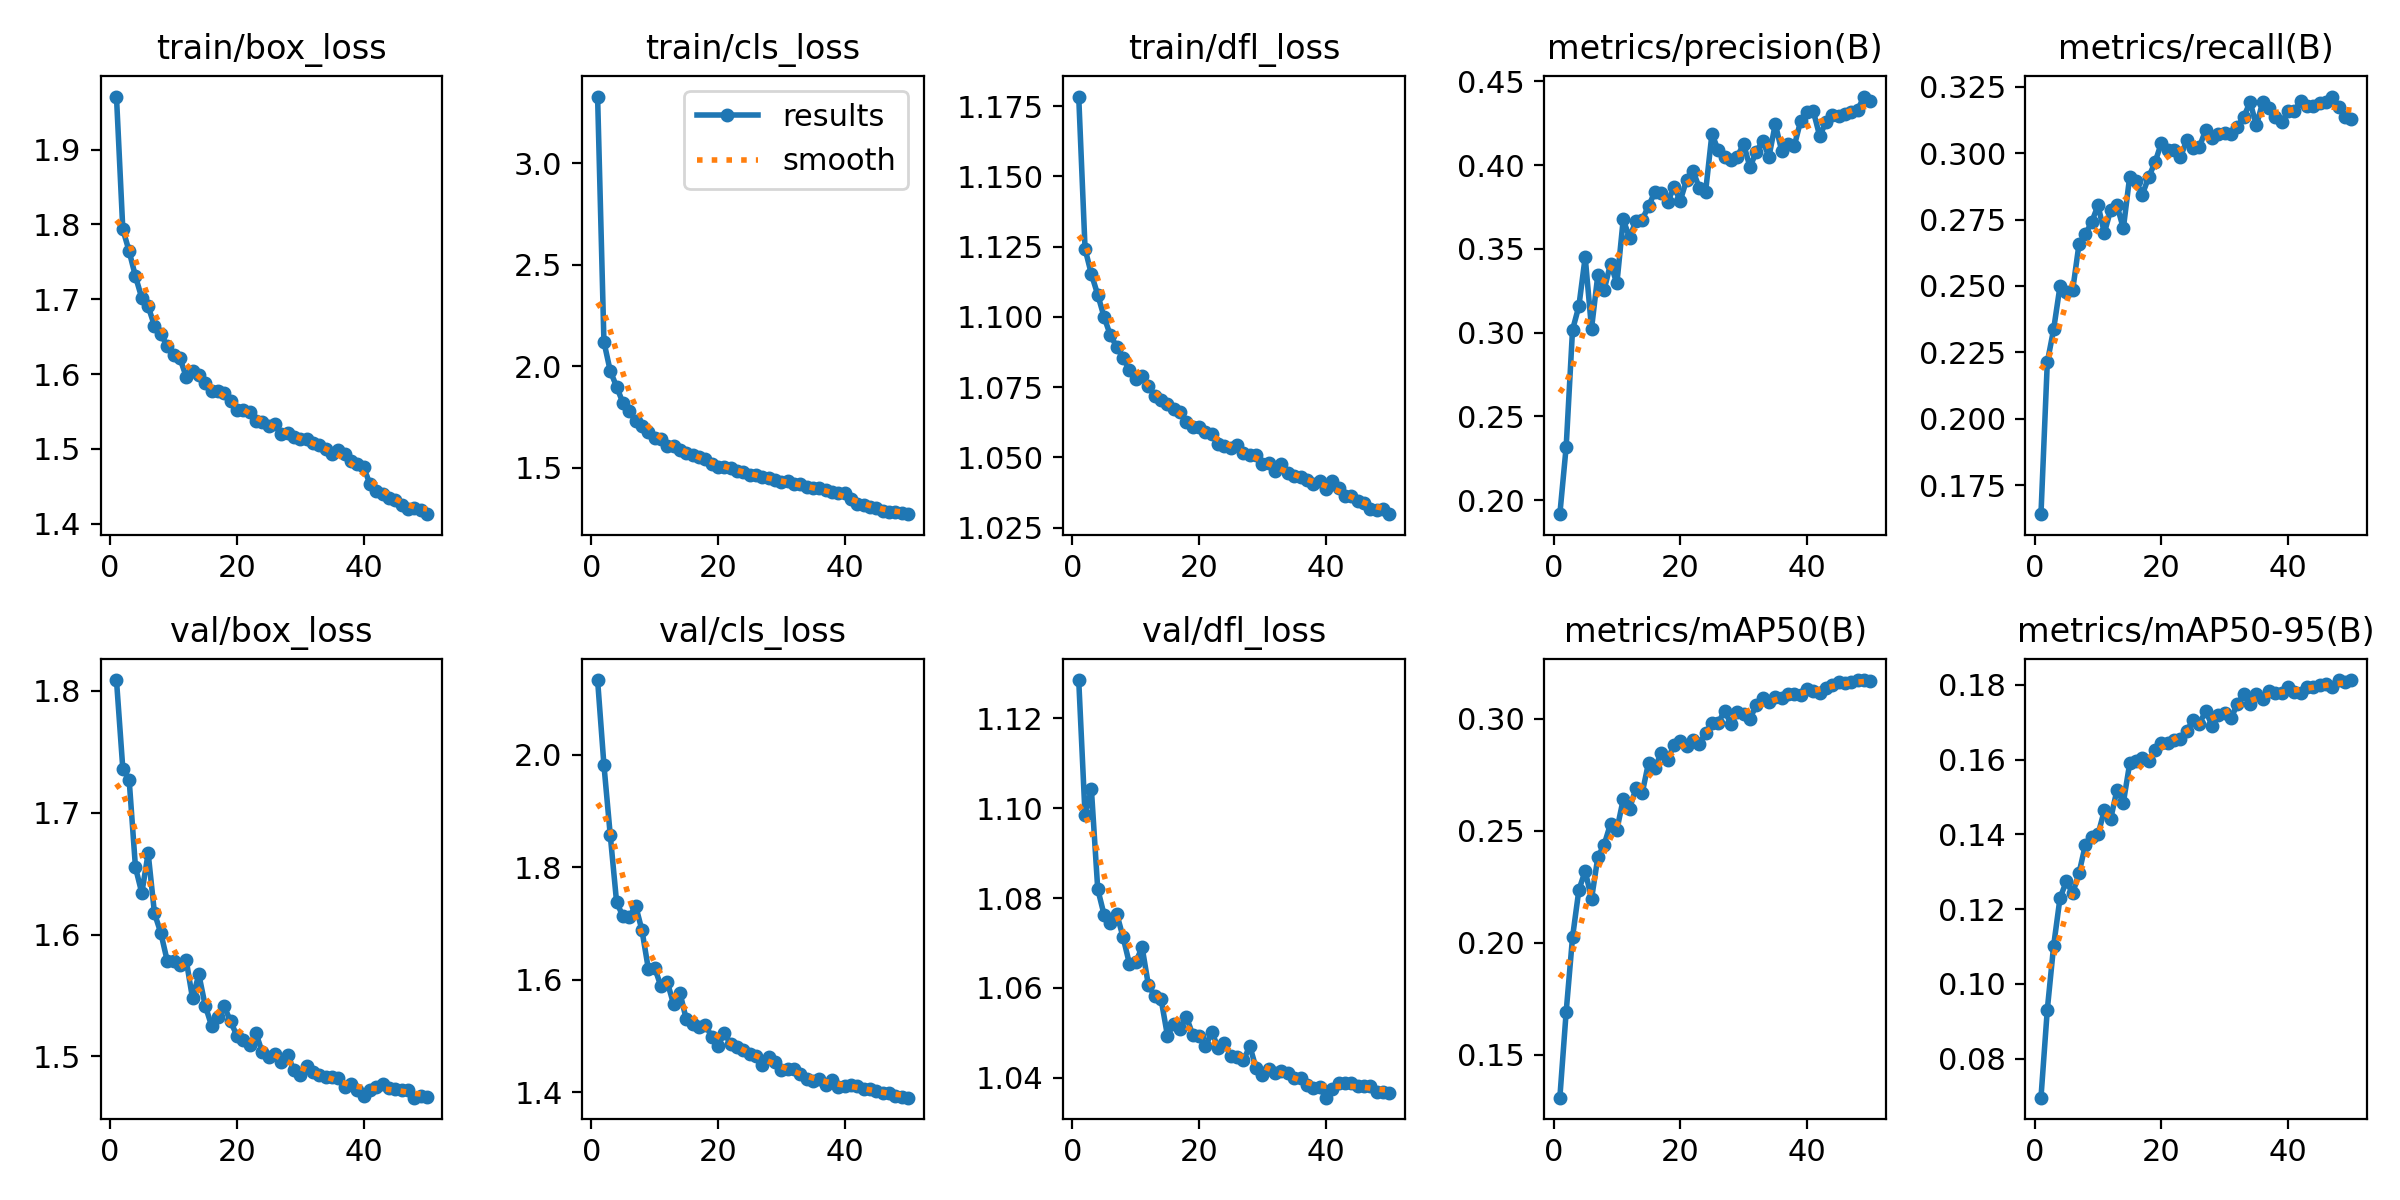 train/box_loss
1.9
1.8
1.7
1.6
1.5
1.4
0 20 40
train/cls_loss
results
smooth
3.0
2.5
2.0
1.5
0 20 40
train/dfl_loss
1.175
1.150
1.125
1.100
1.075
1.050
1.025
0 20 40
metrics/precision(B)
0.45
0.40
0.35
0.30
0.25
0.20
0 20 40
metrics/recall(B)
0.325
0.300
0.275
0.250
0.225
0.200
0.175
0 20 40
val/box_loss
1.8
1.7
1.6
1.5
0 20 40
val/cls_loss
2.0
1.8
1.6
1.4
0 20 40
val/dfl_loss
1.12
1.10
1.08
1.06
1.04
0 20 40
metrics/mAP50(B)
0.30
0.25
0.20
0.15
0 20 40
metrics/mAP50-95(B)
0.18
0.16
0.14
0.12
0.10
0.08
0 20 40